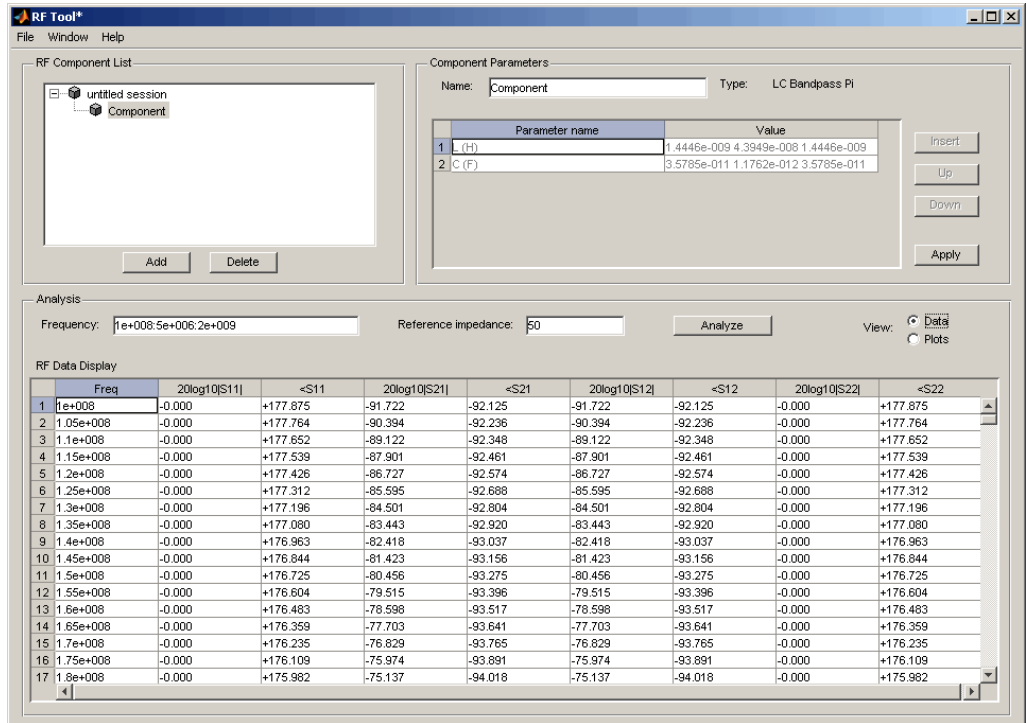 RF Tool*
File Window Help
RF Component List
untitled session
Component
Add Delete
Component Parameters
Name: Component Type: LC Bandpass Pi
Parameter name Value
1 L (H) 1.4446e-009 4.3949e-008 1.4446e-009
2 C (F) 3.5785e-011 1.1762e-012 3.5785e-011
Insert
Up
Down
Apply
Analysis
Frequency: 1e+008:5e+006:2e+009 Reference impedance: 50 Analyze View: Data
Plots
RF Data Display
Freq 20log10|S11| <S11 20log10|S21| <S21 20log10|S12| <S12 20log10|S22| <S22
1 1e+008 -0.000 +177.875 -91.722 -92.125 -91.722 -92.125 -0.000 +177.875
2 1.05e+008 -0.000 +177.764 -90.394 -92.236 -90.394 -92.236 -0.000 +177.764
3 1.1e+008 -0.000 +177.652 -89.122 -92.348 -89.122 -92.348 -0.000 +177.652
4 1.15e+008 -0.000 +177.539 -87.901 -92.461 -87.901 -92.461 -0.000 +177.539
5 1.2e+008 -0.000 +177.426 -86.727 -92.574 -86.727 -92.574 -0.000 +177.426
6 1.25e+008 -0.000 +177.312 -85.595 -92.688 -85.595 -92.688 -0.000 +177.312
7 1.3e+008 -0.000 +177.196 -84.501 -92.804 -84.501 -92.804 -0.000 +177.196
8 1.35e+008 -0.000 +177.080 -83.443 -92.920 -83.443 -92.920 -0.000 +177.080
9 1.4e+008 -0.000 +176.963 -82.418 -93.037 -82.418 -93.037 -0.000 +176.963
10 1.45e+008 -0.000 +176.844 -81.423 -93.156 -81.423 -93.156 -0.000 +176.844
11 1.5e+008 -0.000 +176.725 -80.456 -93.275 -80.456 -93.275 -0.000 +176.725
12 1.55e+008 -0.000 +176.604 -79.515 -93.396 -79.515 -93.396 -0.000 +176.604
13 1.6e+008 -0.000 +176.483 -78.598 -93.517 -78.598 -93.517 -0.000 +176.483
14 1.65e+008 -0.000 +176.359 -77.703 -93.641 -77.703 -93.641 -0.000 +176.359
15 1.7e+008 -0.000 +176.235 -76.829 -93.765 -76.829 -93.765 -0.000 +176.235
16 1.75e+008 -0.000 +176.109 -75.974 -93.891 -75.974 -93.891 -0.000 +176.109
17 1.8e+008 -0.000 +175.982 -75.137 -94.018 -75.137 -94.018 -0.000 +175.982